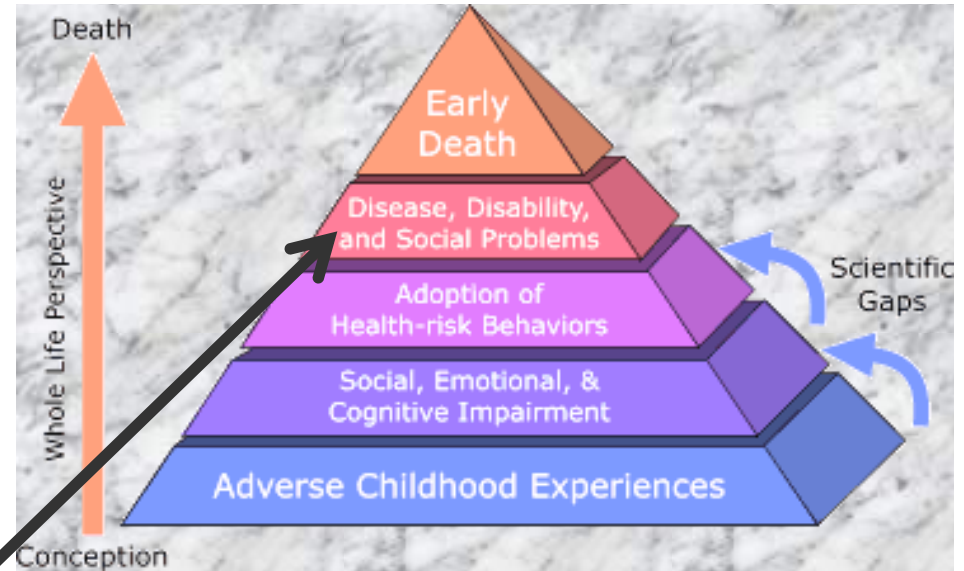 Death
Early
Death
Disease, Disability,
and Social Problems
Adoption of
Health-risk Behaviors
Social, Emotional, &
Cognitive Impairment
Adverse Childhood Experiences
Scientific
Gaps
Whole Life Perspective
Conception